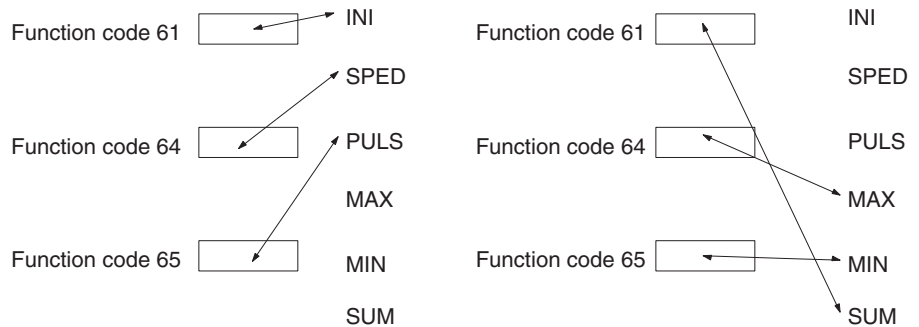 Function code 61
INI
SPED
Function code 64
PULS
MAX
Function code 65
MIN
SUM
Function code 61
INI
SPED
Function code 64
PULS
MAX
Function code 65
MIN
SUM